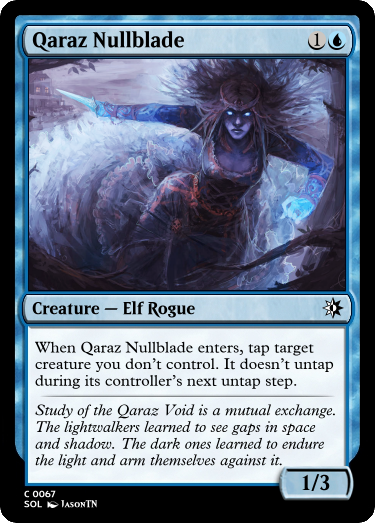 Qaraz Nullblade 1
Creature — Elf Rogue
When Qaraz Nullblade enters, tap target
creature you don't control. It doesn't untap
during its controller's next untap step.
Study of the Qaraz Void is a mutual exchange.
The lightwalkers learned to see gaps in space
and shadow. The dark ones learned to endure
the light and arm themselves against it.
1/3
C 0067
SOL JASONTN